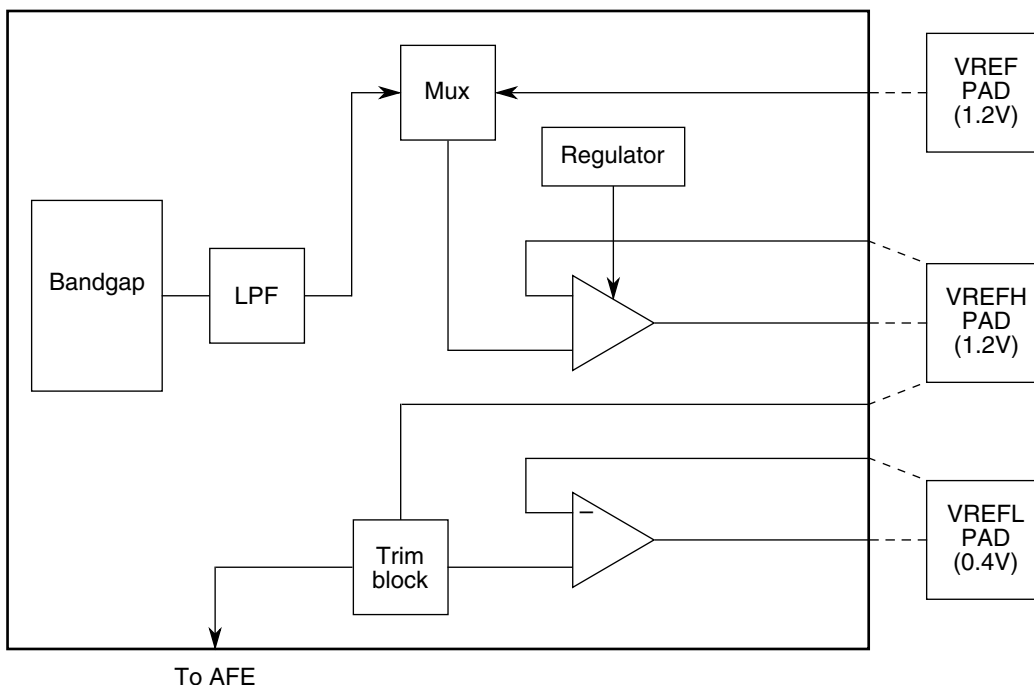 Mux
VREF
PAD
(1.2V)
Regulator
Bandgap
LPF
VREFH
PAD
(1.2V)
–
VREFL
PAD
(0.4V)
Trim
block
To AFE